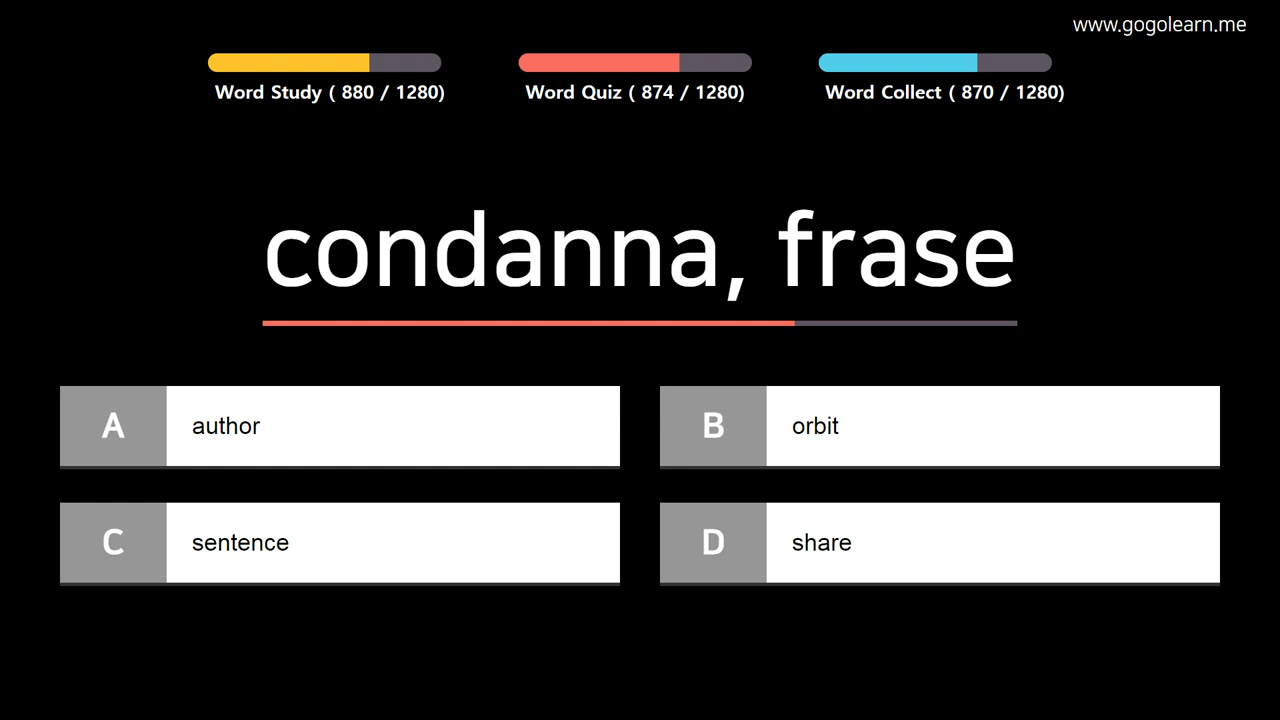 www.gogolearn.me
Word Study ( 880 / 1280)
Word Quiz ( 874 / 1280)
Word Collect ( 870 / 1280)
condanna, frase
A author
B orbit
C sentence
D share